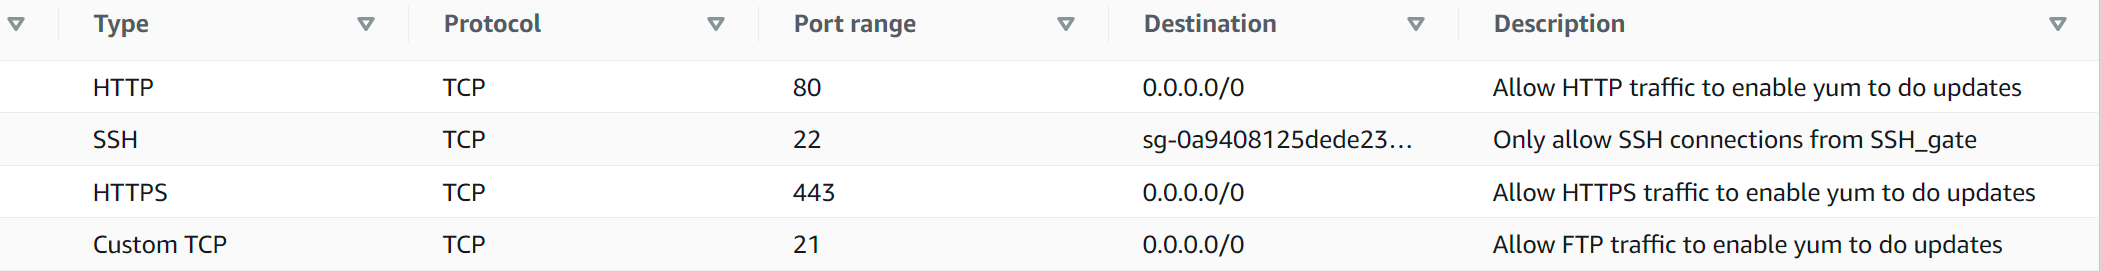 Type Protocol Port range Destination Description
HTTP TCP 80 0.0.0.0/0 Allow HTTP traffic to enable yum to do updates
SSH TCP 22 sg-0a9408125dede23... Only allow SSH connections from SSH_gate
HTTPS TCP 443 0.0.0.0/0 Allow HTTPS traffic to enable yum to do updates
Custom TCP TCP 21 0.0.0.0/0 Allow FTP traffic to enable yum to do updates